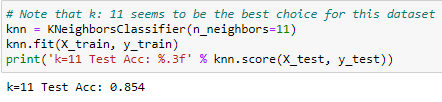 # Note that k: 11 seems to be the best choice for this dataset
knn = KNeighborsClassifier(n_neighbors=11)
knn.fit(X_train, y_train)
print('k=11 Test Acc: %.3f' % knn.score(X_test, y_test))
k=11 Test Acc: 0.854